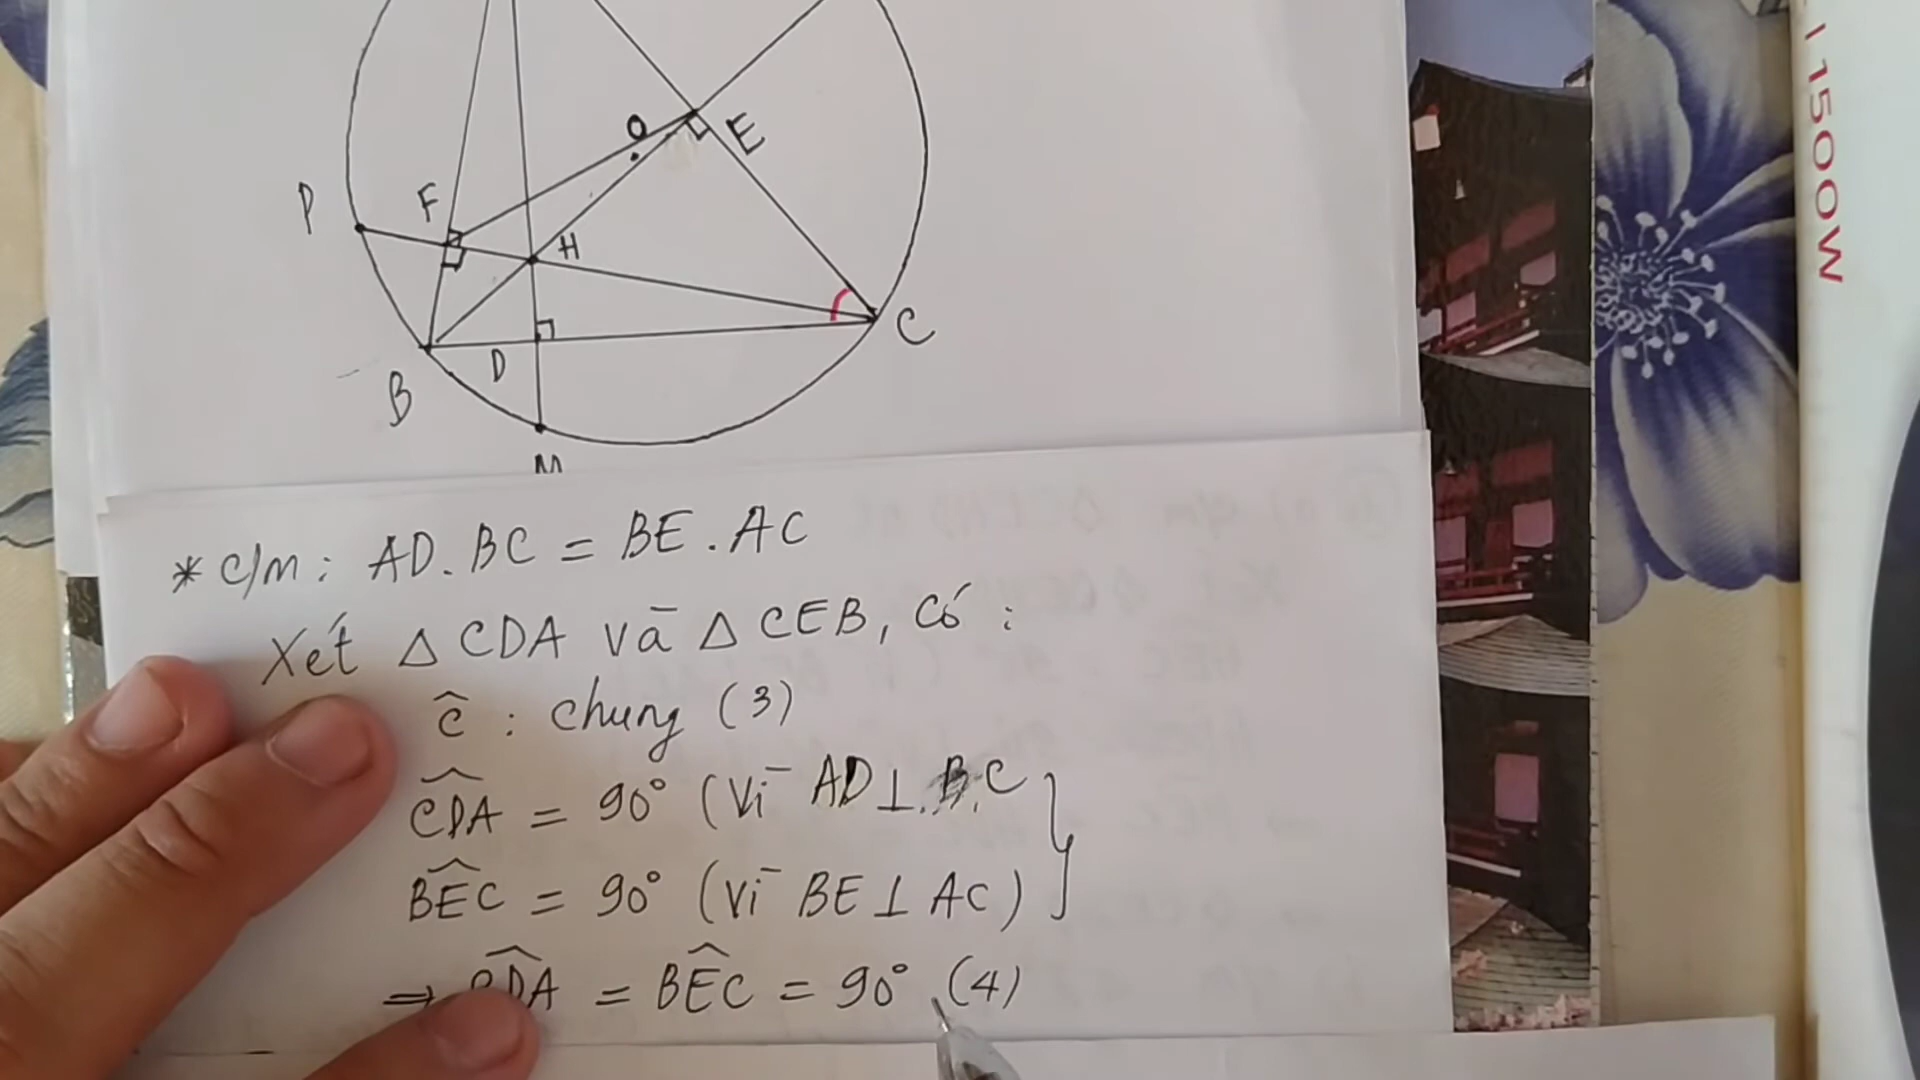 O
E
P
F
H
C
D
B
M
* C/m : AD . BC = BE . AC
Xét △ CDA và △ CEB, Có :
Ĉ : chung (3)
CDA = 90° (Vì AD ⊥ BC
BEC = 90° (Vì BE ⊥ AC)
⇒ CDA = BEC = 90° (4)
1500W